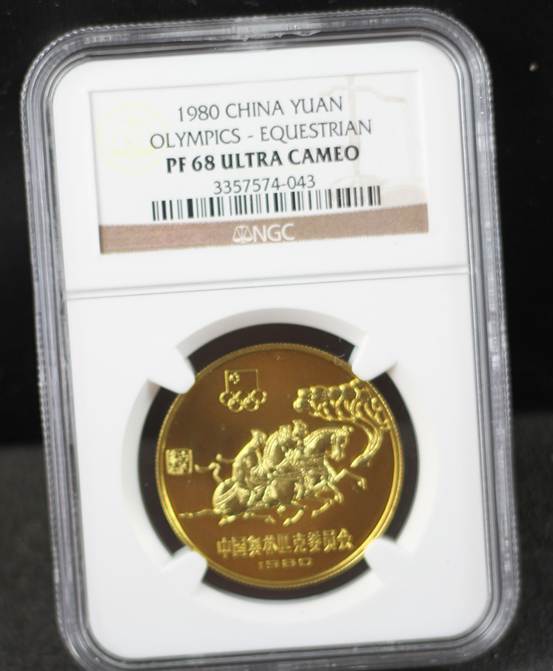 1980 CHINA YUAN
OLYMPICS - EQUESTRIAN
PF 68 ULTRA CAMEO
3357574-043
NGC
中国奥林匹克委员会
1980